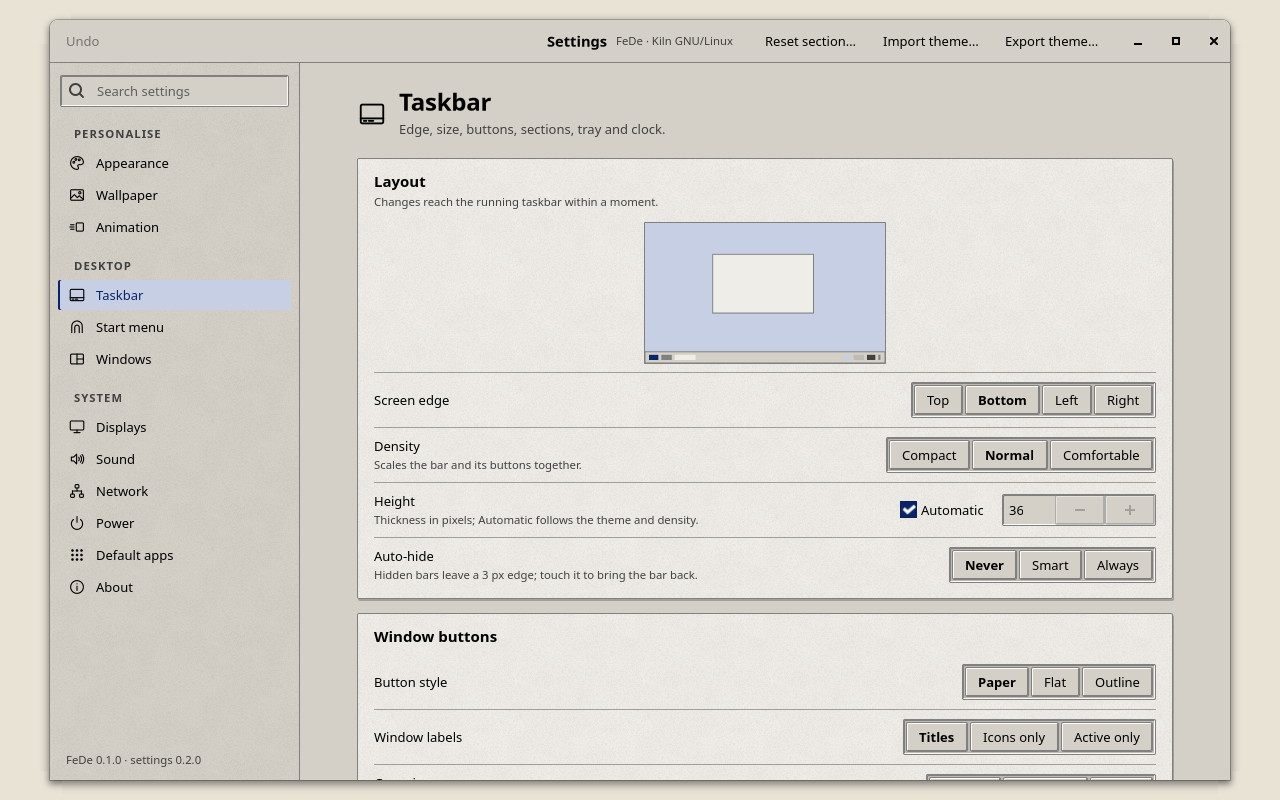 Undo
Settings FeDe · Kiln GNU/Linux
Reset section... Import theme... Export theme...
Search settings
PERSONALISE
Appearance
Wallpaper
Animation
DESKTOP
Taskbar
Start menu
Windows
SYSTEM
Displays
Sound
Network
Power
Default apps
About
FeDe 0.1.0 · settings 0.2.0
Taskbar
Edge, size, buttons, sections, tray and clock.
Layout
Changes reach the running taskbar within a moment.
Screen edge Top Bottom Left Right
Density
Scales the bar and its buttons together.
Compact Normal Comfortable
Height
Thickness in pixels; Automatic follows the theme and density.
Automatic 36 − +
Auto-hide
Hidden bars leave a 3 px edge; touch it to bring the bar back.
Never Smart Always
Window buttons
Button style Paper Flat Outline
Window labels Titles Icons only Active only